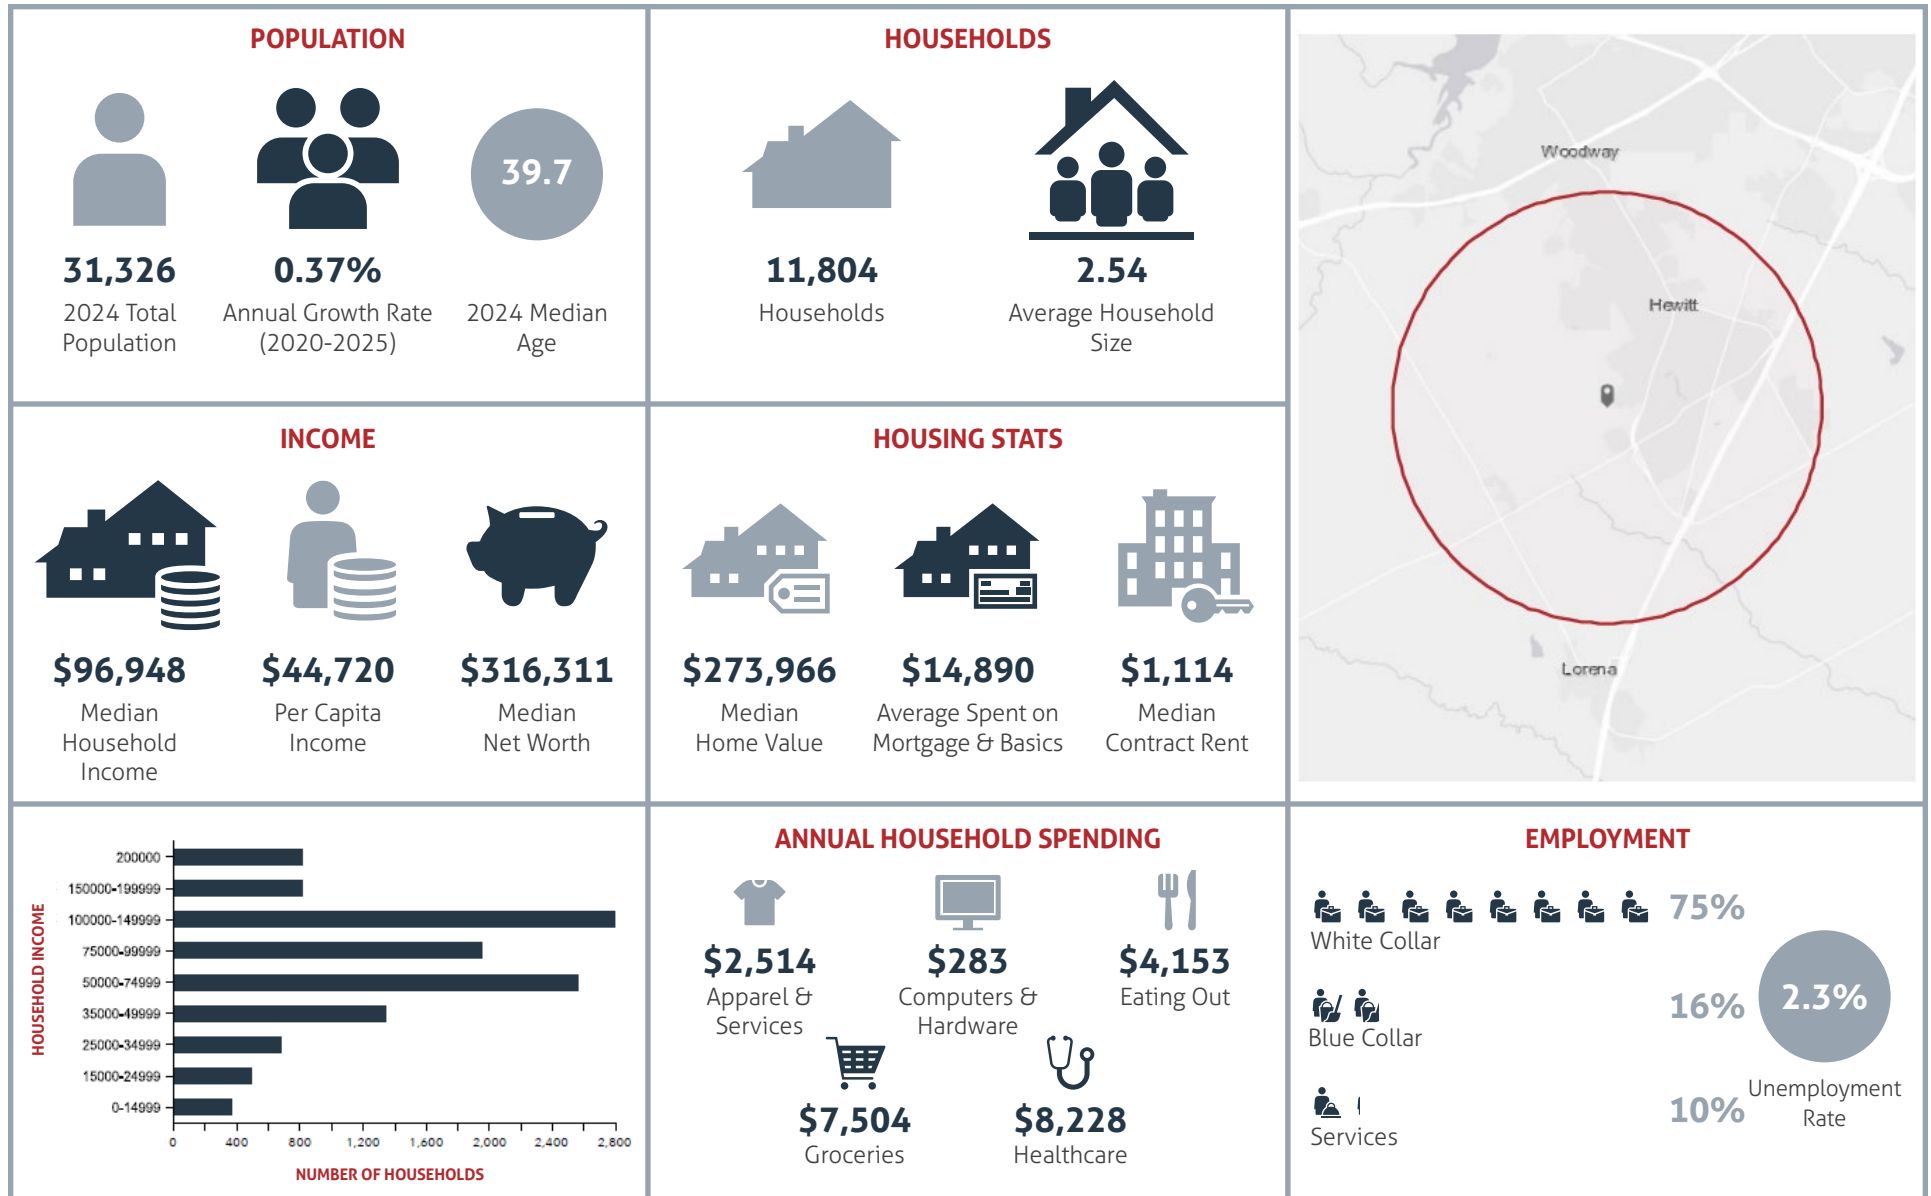 POPULATION
39.7
31,326
2024 Total
Population
0.37%
Annual Growth Rate
(2020-2025)
2024 Median
Age
HOUSEHOLDS
11,804
Households
2.54
Average Household
Size
Woodway
Hewitt
Lorena
INCOME
$96,948
Median
Household
Income
$44,720
Per Capita
Income
$316,311
Median
Net Worth
HOUSING STATS
$273,966
Median
Home Value
$14,890
Average Spent on
Mortgage & Basics
$1,114
Median
Contract Rent
HOUSEHOLD INCOME
200000
150000-199999
100000-149999
75000-99999
50000-74999
35000-49999
25000-34999
15000-24999
0-14999
0 400 800 1,200 1,600 2,000 2,400 2,800
NUMBER OF HOUSEHOLDS
ANNUAL HOUSEHOLD SPENDING
$2,514
Apparel &
Services
$283
Computers &
Hardware
$4,153
Eating Out
$7,504
Groceries
$8,228
Healthcare
EMPLOYMENT
75%
White Collar
16%
Blue Collar
10%
Services
2.3%
Unemployment
Rate